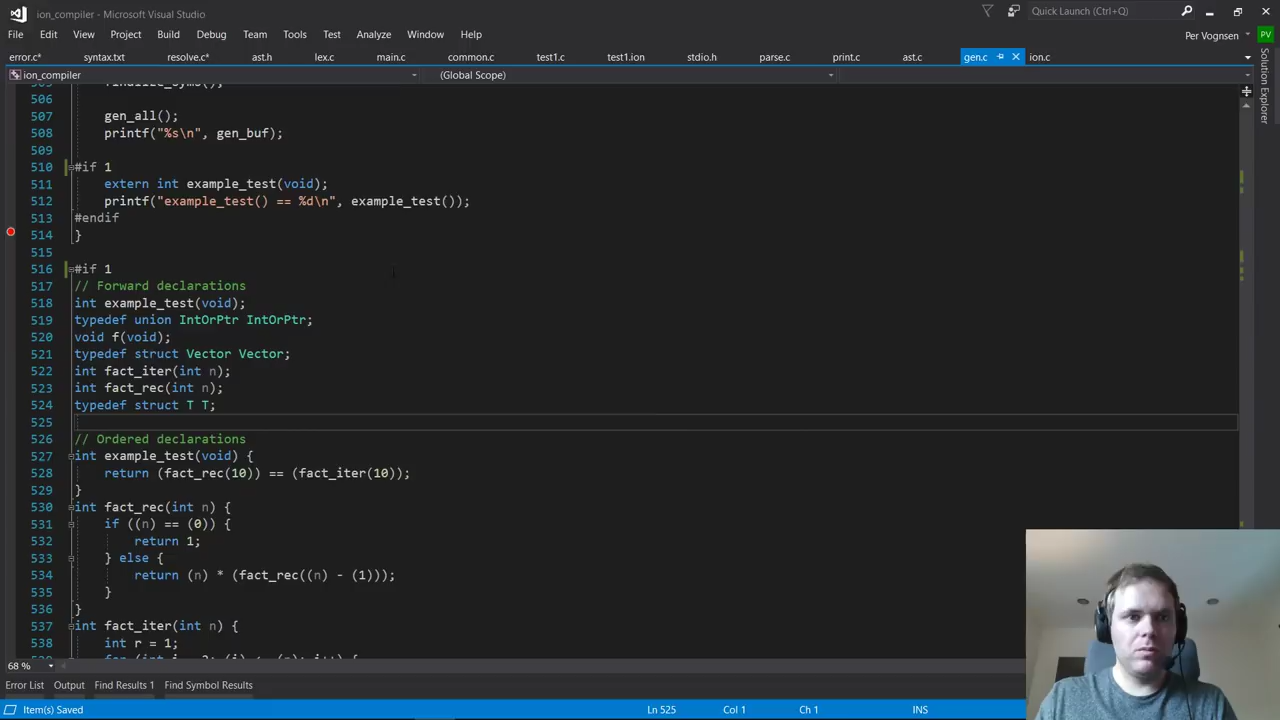 ion_compiler - Microsoft Visual Studio
Quick Launch (Ctrl+Q)
File Edit View Project Build Debug Team Tools Test Analyze Window Help
Per Vognsen
PV
error.c* syntax.txt resolve.c* ast.h lex.c main.c common.c test1.c test1.ion stdio.h parse.c print.c ast.c gen.c ion.c
ion_compiler (Global Scope)
Solution Explorer
506
507 gen_all();
508 printf("%s\n", gen_buf);
509
510 #if 1
511 extern int example_test(void);
512 printf("example_test() == %d\n", example_test());
513 #endif
514 }
515
516 #if 1
517 // Forward declarations
518 int example_test(void);
519 typedef union IntOrPtr IntOrPtr;
520 void f(void);
521 typedef struct Vector Vector;
522 int fact_iter(int n);
523 int fact_rec(int n);
524 typedef struct T T;
525
526 // Ordered declarations
527 int example_test(void) {
528 return (fact_rec(10)) == (fact_iter(10));
529 }
530 int fact_rec(int n) {
531 if ((n) == (0)) {
532 return 1;
533 } else {
534 return (n) * (fact_rec((n) - (1)));
535 }
536 }
537 int fact_iter(int n) {
538 int r = 1;
68 %
Error List Output Find Results 1 Find Symbol Results
Item(s) Saved Ln 525 Col 1 Ch 1 INS